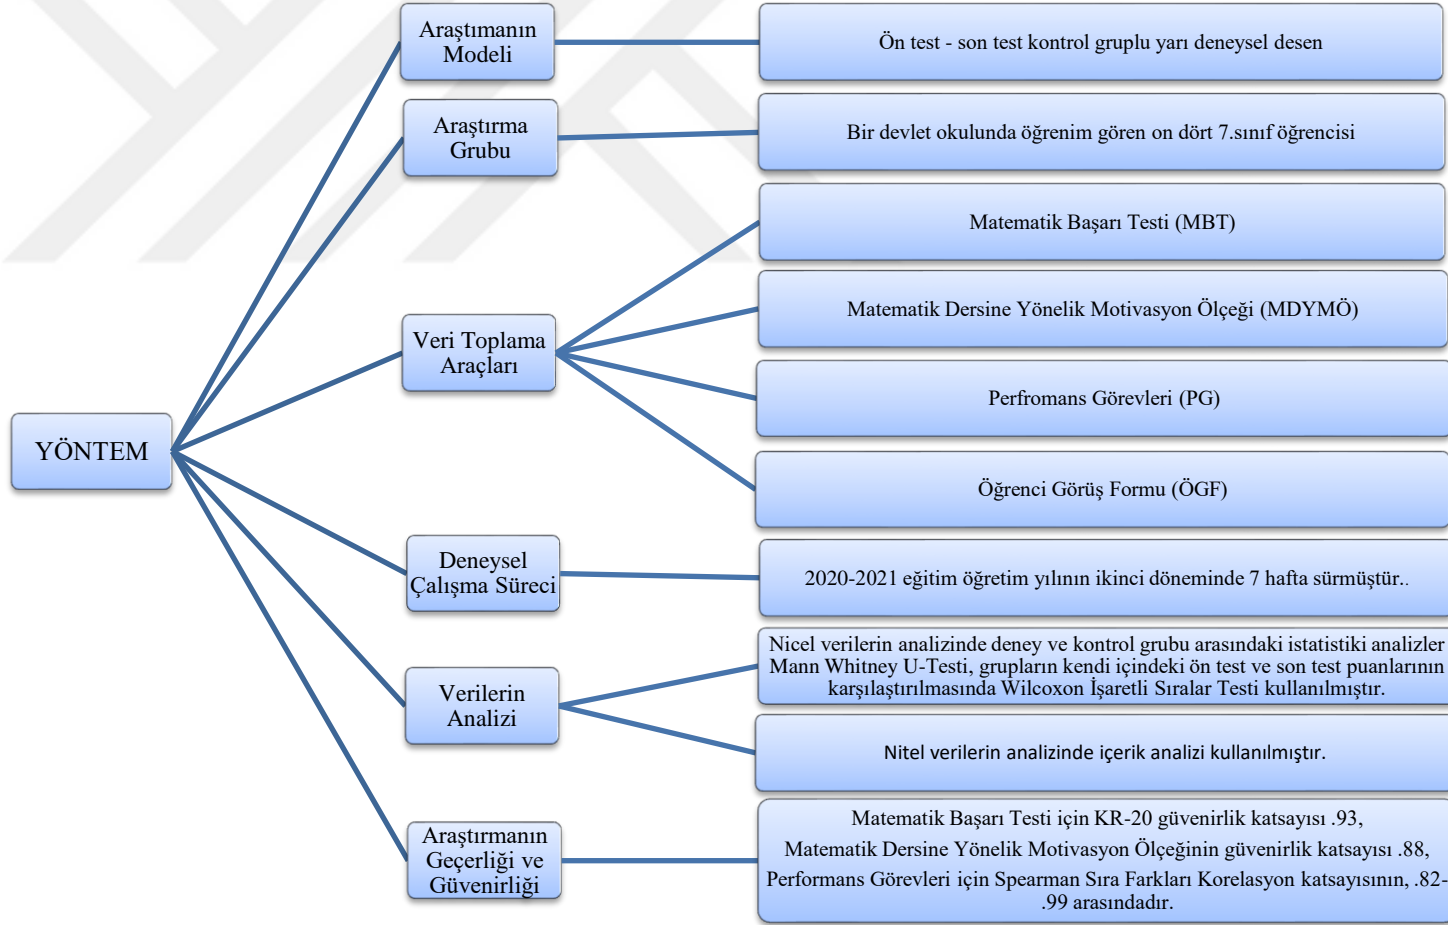 YÖNTEM
Araştımanın
Modeli
Ön test - son test kontrol gruplu yarı deneysel desen
Araştırma
Grubu
Bir devlet okulunda öğrenim gören on dört 7.sınıf öğrencisi
Veri Toplama
Araçları
Matematik Başarı Testi (MBT)
Matematik Dersine Yönelik Motivasyon Ölçeği (MDYMÖ)
Perfromans Görevleri (PG)
Öğrenci Görüş Formu (ÖGF)
Deneysel
Çalışma Süreci
2020-2021 eğitim öğretim yılının ikinci döneminde 7 hafta sürmüştür..
Verilerin
Analizi
Nicel verilerin analizinde deney ve kontrol grubu arasındaki istatistiki analizler
Mann Whitney U-Testi, grupların kendi içindeki ön test ve son test puanlarının
karşılaştırılmasında Wilcoxon İşaretli Sıralar Testi kullanılmıştır.
Nitel verilerin analizinde içerik analizi kullanılmıştır.
Araştırmanın
Geçerliği ve
Güvenirliği
Matematik Başarı Testi için KR-20 güvenirlik katsayısı .93,
Matematik Dersine Yönelik Motivasyon Ölçeğinin güvenirlik katsayısı .88,
Performans Görevleri için Spearman Sıra Farkları Korelasyon katsayısının, .82-
.99 arasındadır.